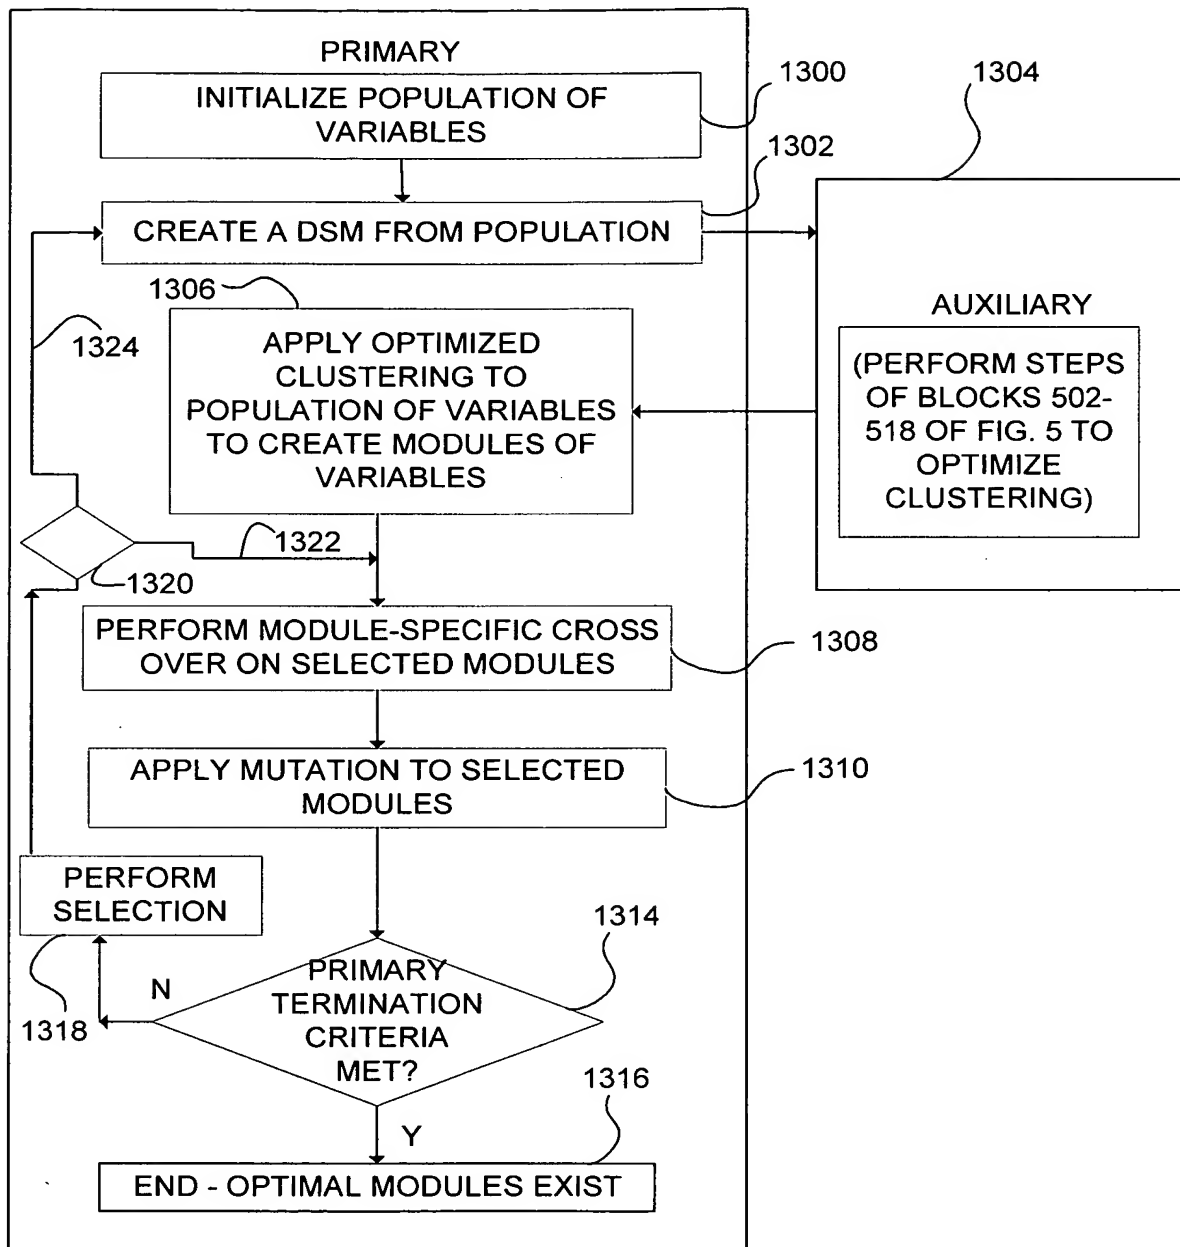 PRIMARY
1300
INITIALIZE POPULATION OF
VARIABLES
1304
1302
CREATE A DSM FROM POPULATION
1306
APPLY OPTIMIZED
CLUSTERING TO
POPULATION OF VARIABLES
TO CREATE MODULES OF
VARIABLES
AUXILIARY
(PERFORM STEPS
OF BLOCKS 502-
518 OF FIG. 5 TO
OPTIMIZE
CLUSTERING)
1324
1322
1320
PERFORM MODULE-SPECIFIC CROSS
OVER ON SELECTED MODULES
1308
APPLY MUTATION TO SELECTED
MODULES
1310
PERFORM
SELECTION
1318
N
PRIMARY
TERMINATION
CRITERIA
MET?
1314
1316
Y
END - OPTIMAL MODULES EXIST